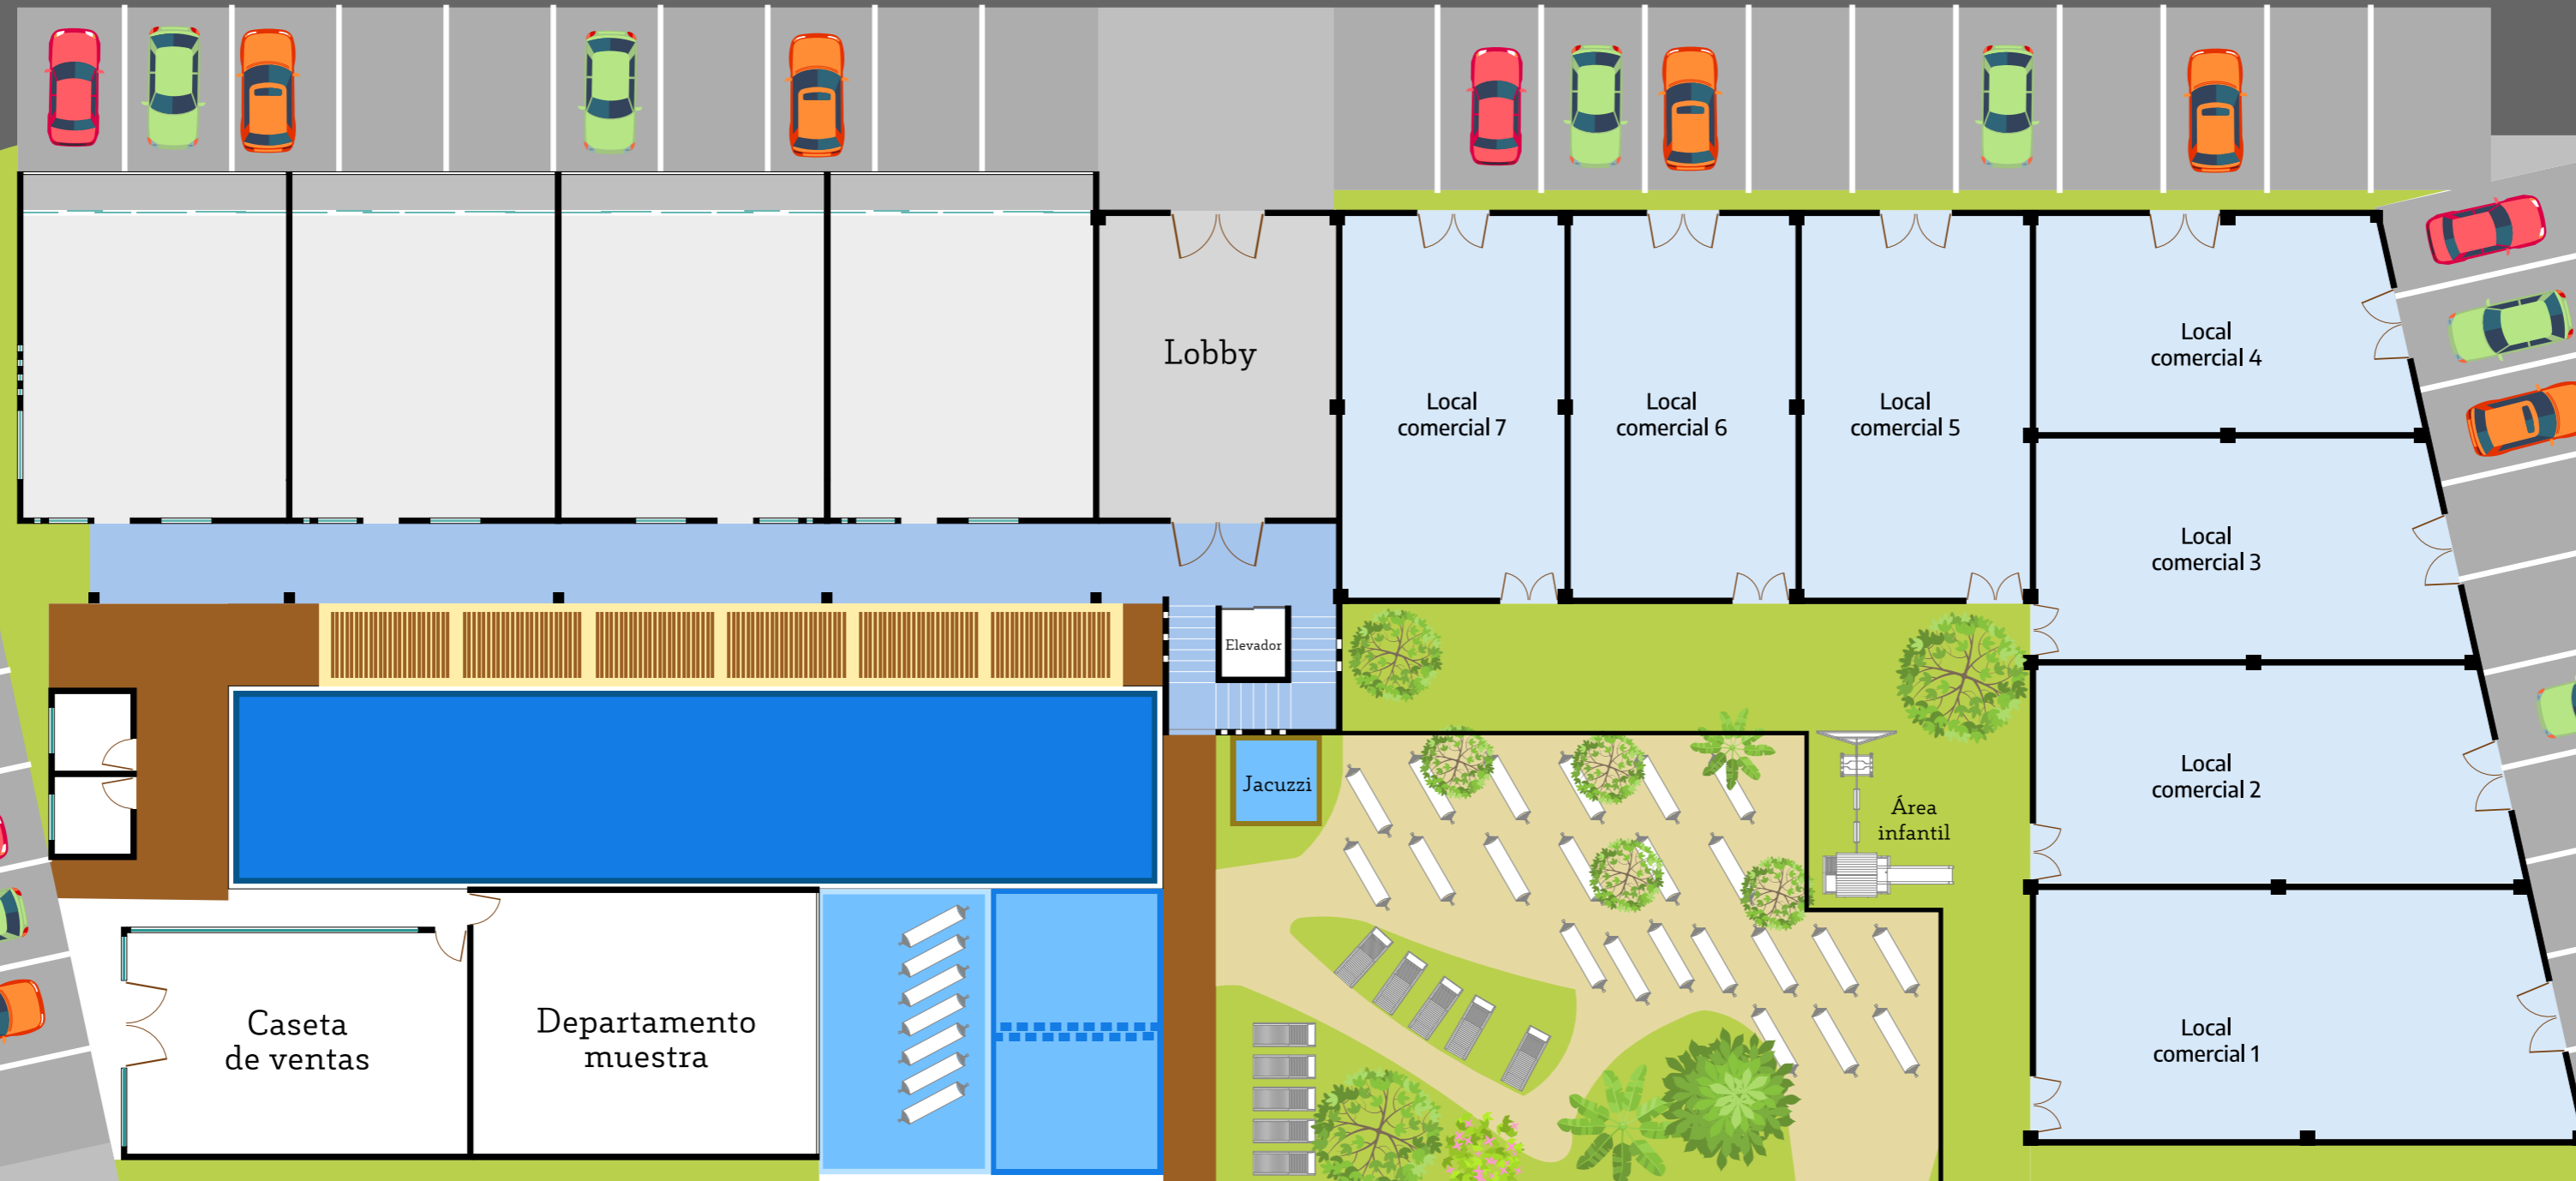 Lobby
Local
comercial 7
Local
comercial 6
Local
comercial 5
Local
comercial 4
Local
comercial 3
Elevador
Jacuzzi
Local
comercial 2
Área
infantil
Caseta
de ventas
Departamento
muestra
Local
comercial 1